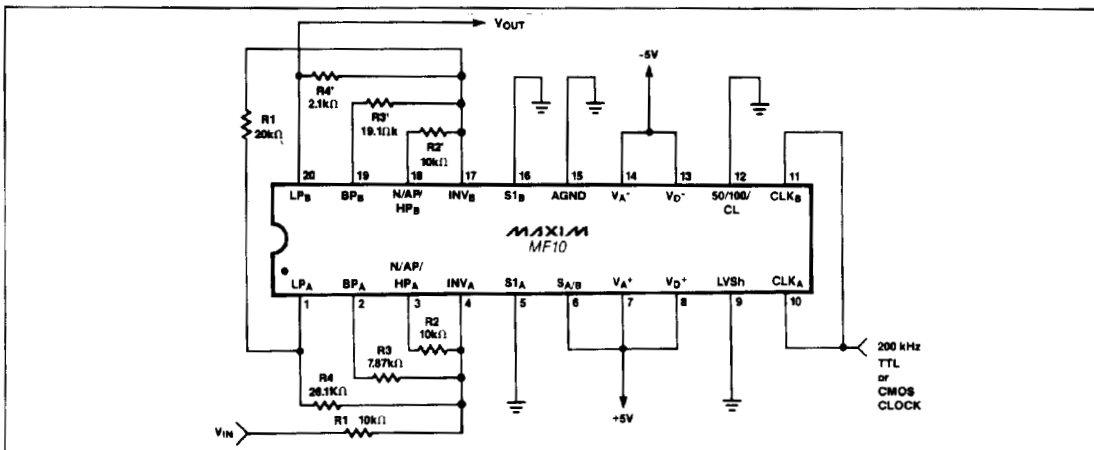 VOUT
R4'
2.1kΩ
R3'
19.1Ωk
R2'
10kΩ
R1
20kΩ
-5V
20 19 18 17 16 15 14 13 12 11
LPB BPB N/AP/ HPB INVB S1B AGND VA- VD- 50/100/ CL CLKB
MAXIM
MF10
LPA BPA N/AP/ HPA INVA S1A SA/B VA+ VD+ LVSh CLKA
1 2 3 4 5 6 7 8 9 10
R2
10kΩ
R3
7.87kΩ
R4
26.1KΩ
R1 10kΩ
VIN
+5V
200 kHz
TTL
or
CMOS
CLOCK